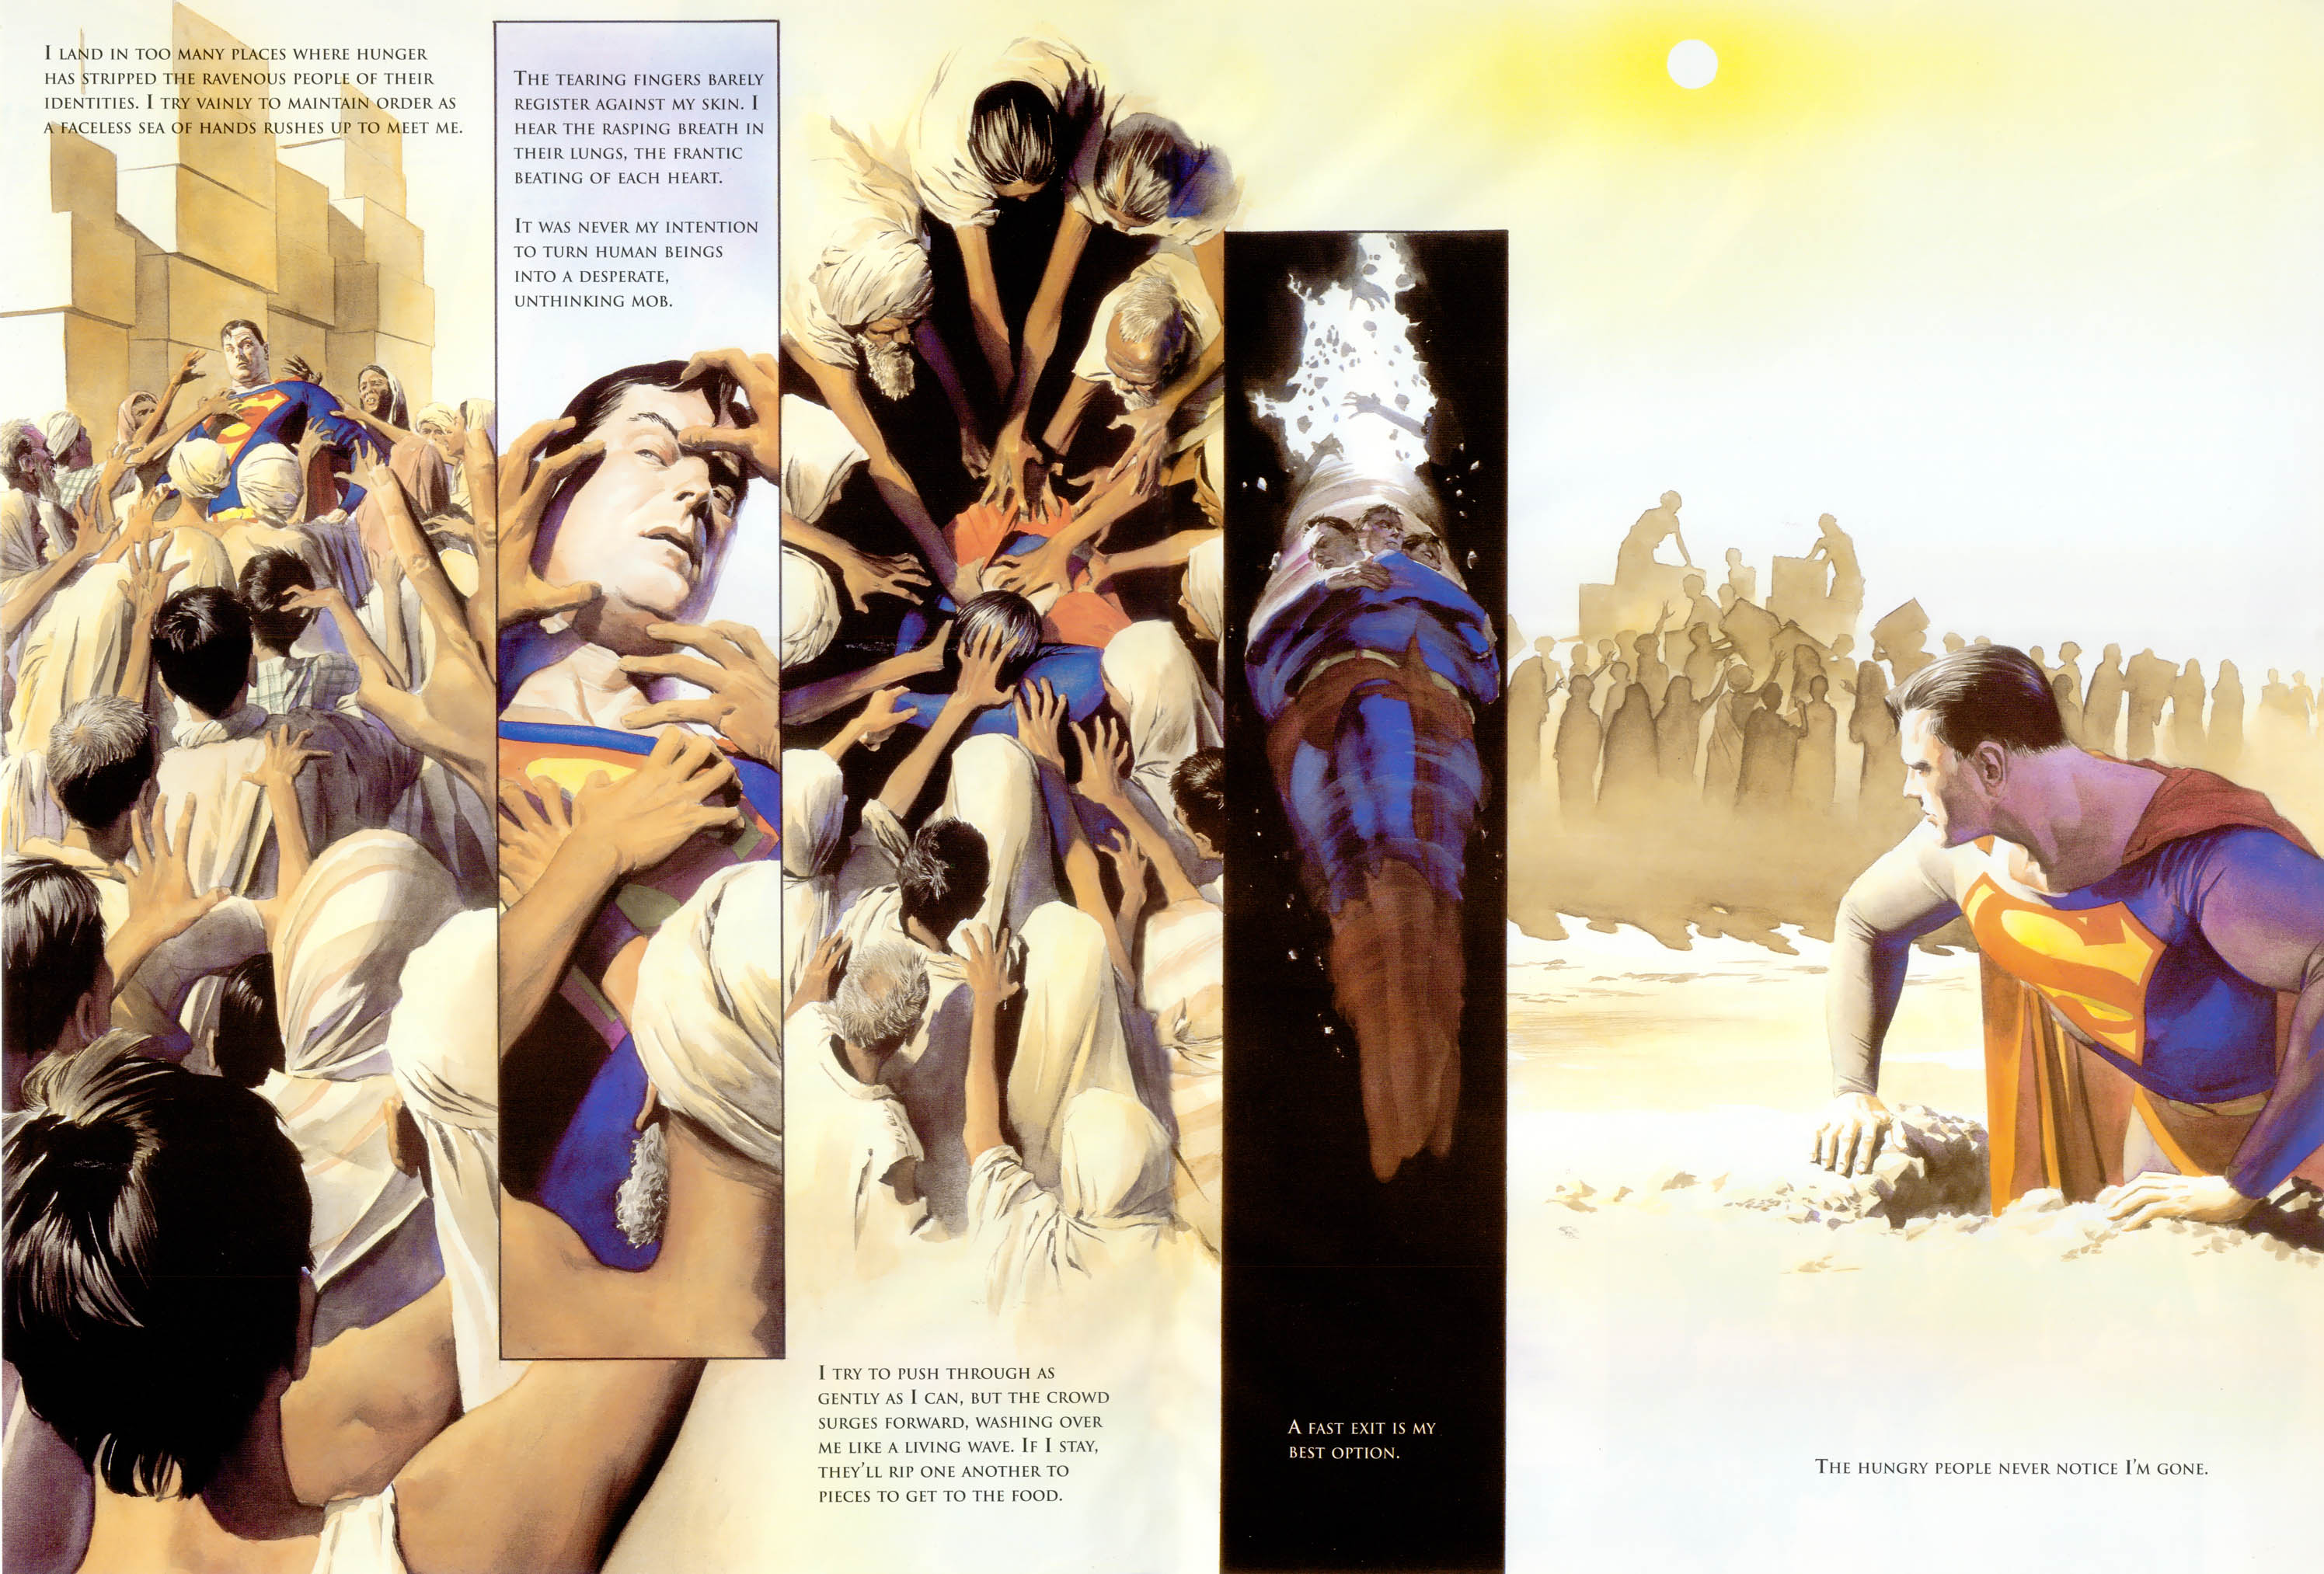 I LAND IN TOO MANY PLACES WHERE HUNGER
HAS STRIPPED THE RAVENOUS PEOPLE OF THEIR
IDENTITIES. I TRY VAINLY TO MAINTAIN ORDER AS
A FACELESS SEA OF HANDS RUSHES UP TO MEET ME.
THE TEARING FINGERS BARELY
REGISTER AGAINST MY SKIN. I
HEAR THE RASPING BREATH IN
THEIR LUNGS, THE FRANTIC
BEATING OF EACH HEART.
IT WAS NEVER MY INTENTION
TO TURN HUMAN BEINGS
INTO A DESPERATE,
UNTHINKING MOB.
I TRY TO PUSH THROUGH AS
GENTLY AS I CAN, BUT THE CROWD
SURGES FORWARD, WASHING OVER
ME LIKE A LIVING WAVE. IF I STAY,
THEY'LL RIP ONE ANOTHER TO
PIECES TO GET TO THE FOOD.
A FAST EXIT IS MY
BEST OPTION.
THE HUNGRY PEOPLE NEVER NOTICE I'M GONE.